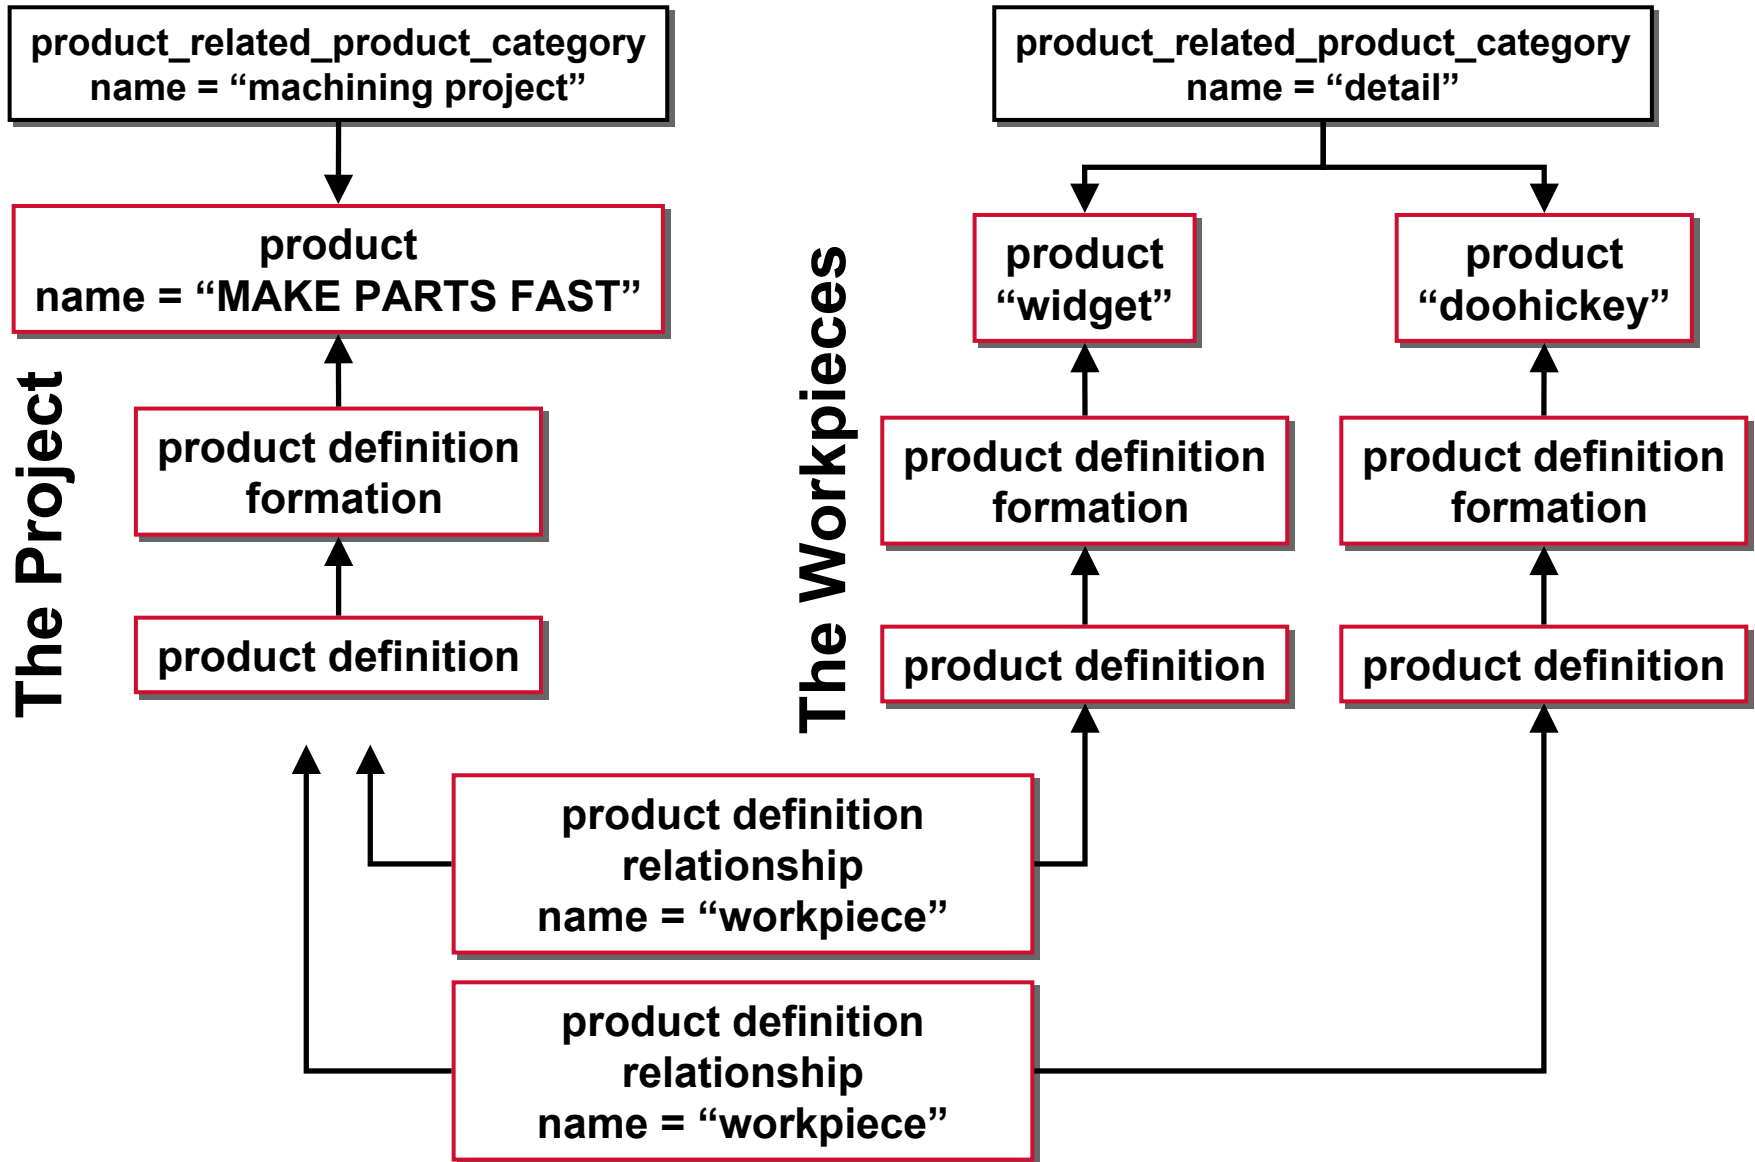 product_related_product_category
name = “machining project”
product
name = “MAKE PARTS FAST”
product definition
formation
product definition
The Project
product_related_product_category
name = “detail”
product
“widget”
product
“doohickey”
The Workpieces
product definition
formation
product definition
formation
product definition
product definition
product definition
relationship
name = “workpiece”
product definition
relationship
name = “workpiece”